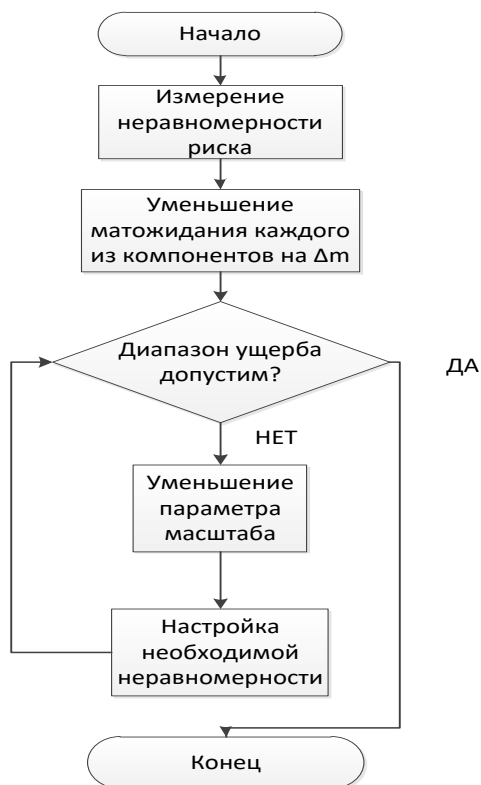 Начало
Измерение
неравномерности
риска
Уменьшение
матожидания каждого
из компонентов на Δm
Диапазон ущерба
допустим?
ДА
НЕТ
Уменьшение
параметра
масштаба
Настройка
необходимой
неравномерности
Конец